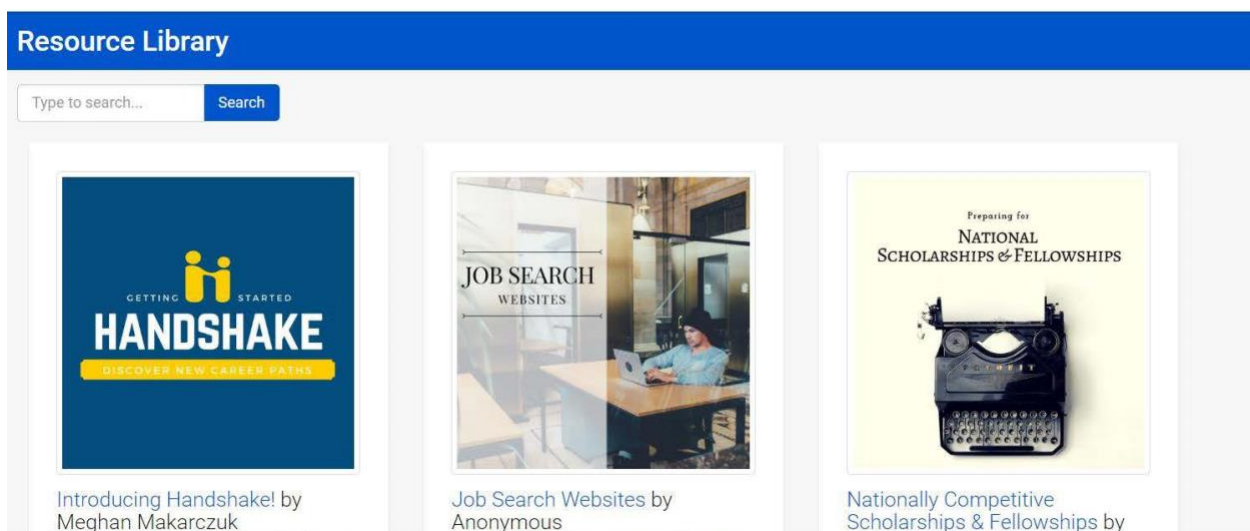 Resource Library
Type to search...
Search
GETTING STARTED
HANDSHAKE
DISCOVER NEW CAREER PATHS
Introducing Handshake! by
Meghan Makarczuk
JOB SEARCH
WEBSITES
Job Search Websites by
Anonymous
Preparing for
NATIONAL
SCHOLARSHIPS & FELLOWSHIPS
Nationally Competitive
Scholarships & Fellowships by